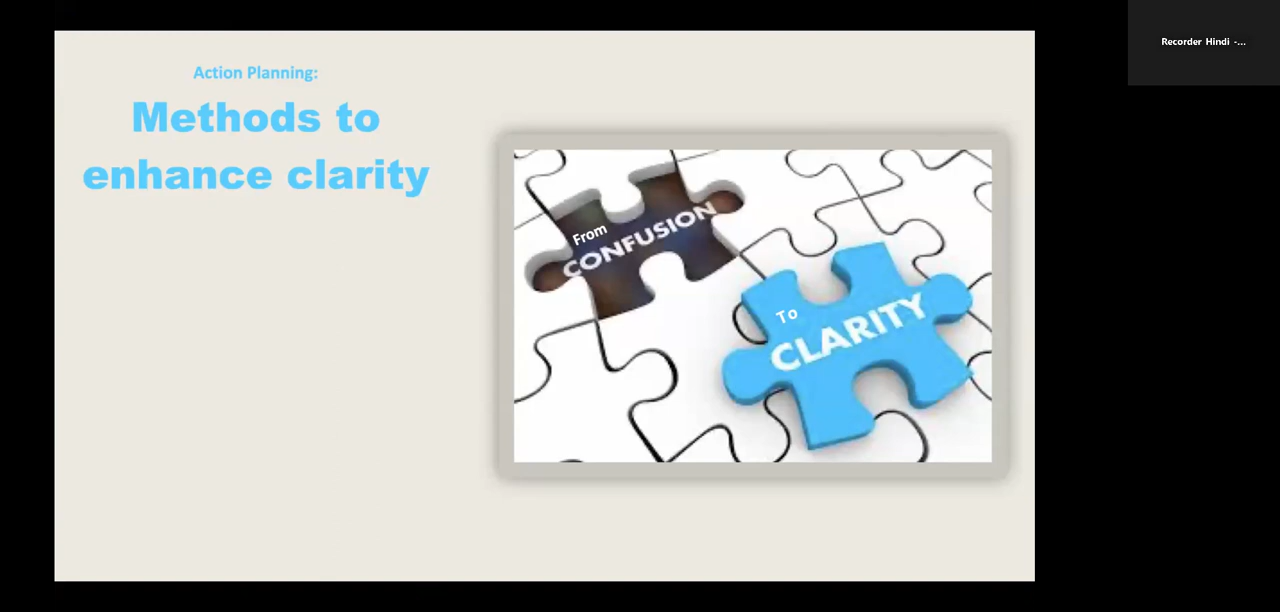 Action Planning:
Methods to
enhance clarity
From
CONFUSION
To
CLARITY
Recorder Hindi -...